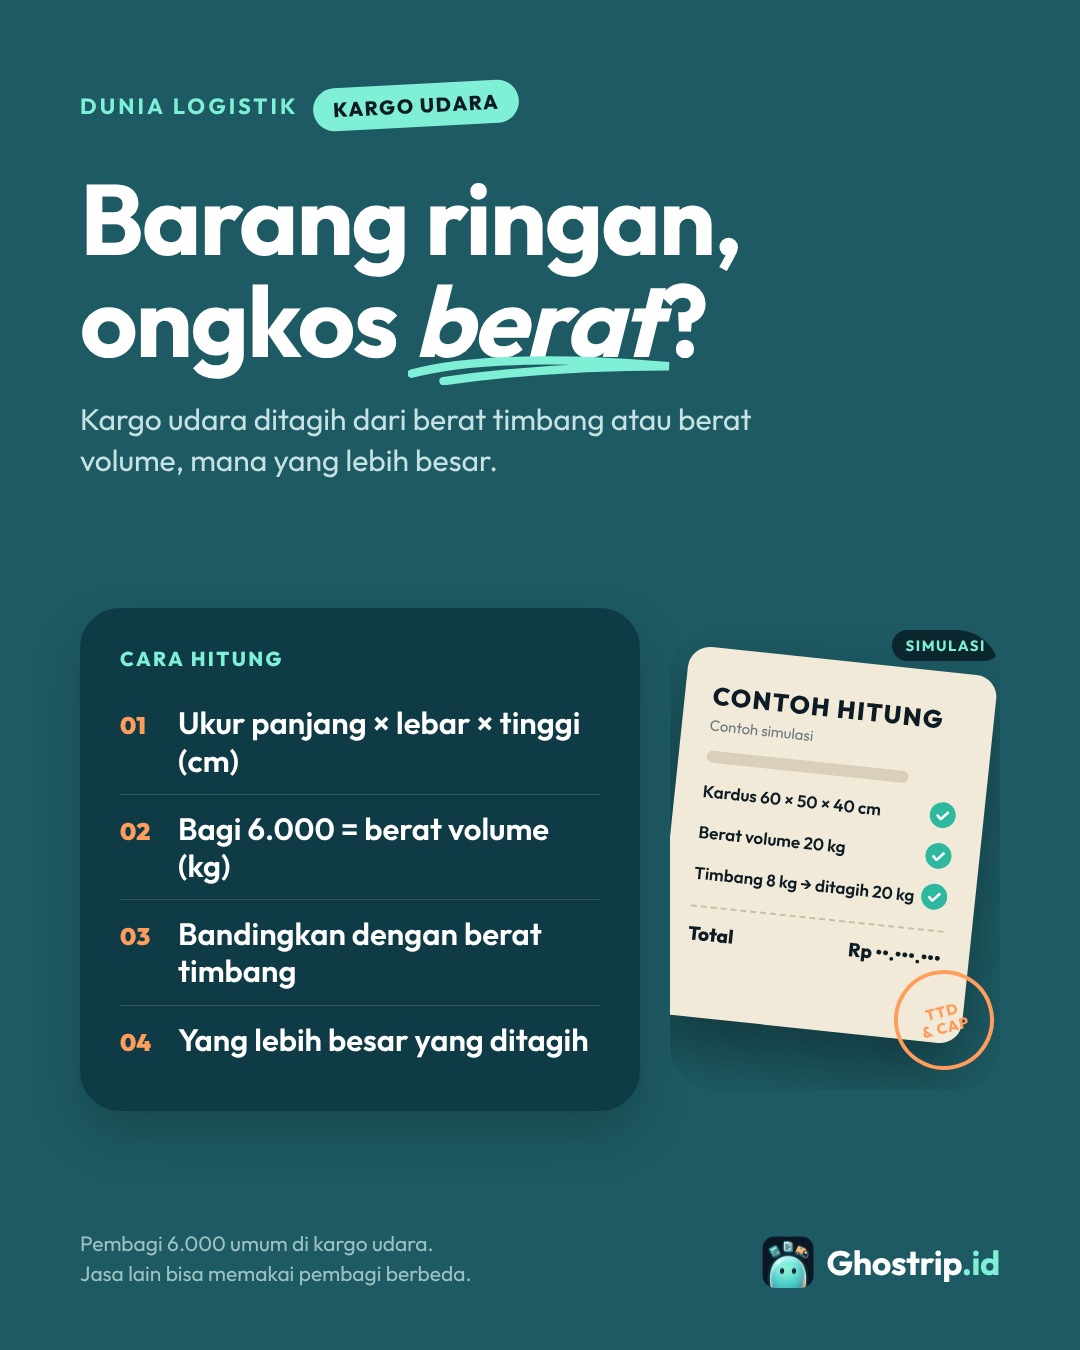 DUNIA LOGISTIK
KARGO UDARA
Barang ringan,
ongkos berat?
Kargo udara ditagih dari berat timbang atau berat
volume, mana yang lebih besar.
CARA HITUNG
01 Ukur panjang × lebar × tinggi
(cm)
02 Bagi 6.000 = berat volume
(kg)
03 Bandingkan dengan berat
timbang
04 Yang lebih besar yang ditagih
SIMULASI
CONTOH HITUNG
Contoh simulasi
Kardus 60 × 50 × 40 cm
Berat volume 20 kg
Timbang 8 kg → ditagih 20 kg
Total Rp ••.•••.•••
TTD
& CAP
Pembagi 6.000 umum di kargo udara.
Jasa lain bisa memakai pembagi berbeda.
Ghostrip.id